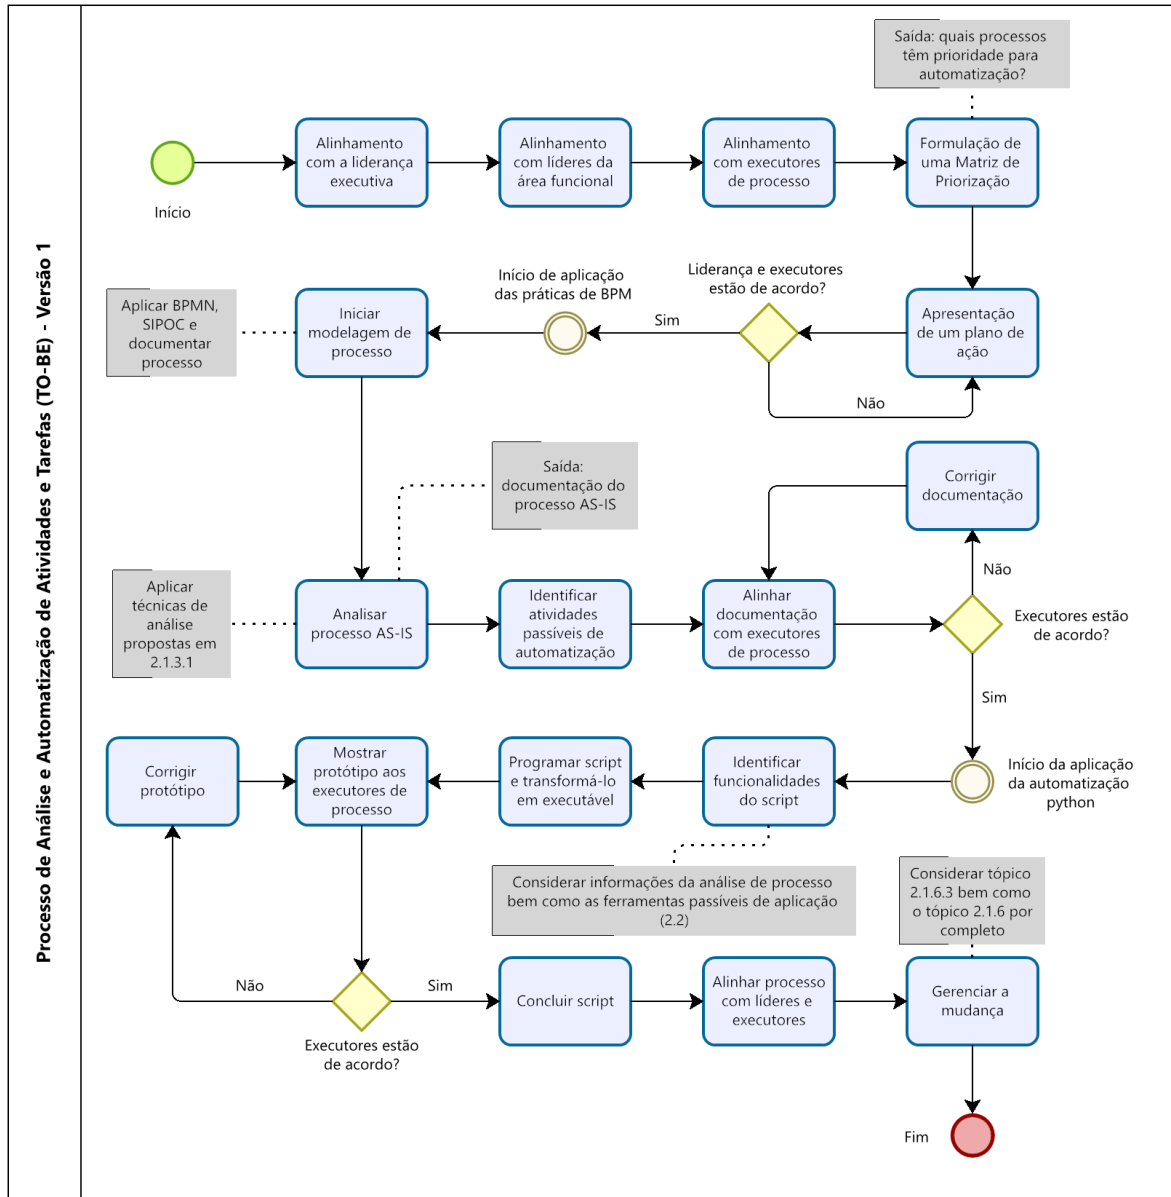 Processo de Análise e Automatização de Atividades e Tarefas (TO-BE) - Versão 1
Saída: quais processos
têm prioridade para
automatização?
Início
Alinhamento
com a liderança
executiva
Alinhamento
com líderes da
área funcional
Alinhamento
com executores
de processo
Formulação de
uma Matriz de
Priorização
Apresentação
de um plano de
ação
Liderança e executores
estão de acordo?
Sim
Não
Início de aplicação
das práticas de BPM
Iniciar
modelagem de
processo
Aplicar BPMN,
SIPOC e
documentar
processo
Saída:
documentação do
processo AS-IS
Aplicar
técnicas de
análise
propostas em
2.1.3.1
Analisar
processo AS-IS
Identificar
atividades
passíveis de
automatização
Alinhar
documentação
com executores
de processo
Corrigir
documentação
Não
Executores estão
de acordo?
Sim
Início da aplicação
da automatização
python
Identificar
funcionalidades
do script
Programar script
e transformá-lo
em executável
Mostrar
protótipo aos
executores de
processo
Corrigir
protótipo
Considerar informações da análise de processo
bem como as ferramentas passíveis de aplicação
(2.2)
Considerar tópico
2.1.6.3 bem como
o tópico 2.1.6 por
completo
Não
Sim
Executores estão
de acordo?
Concluir script
Alinhar processo
com líderes e
executores
Gerenciar a
mudança
Fim